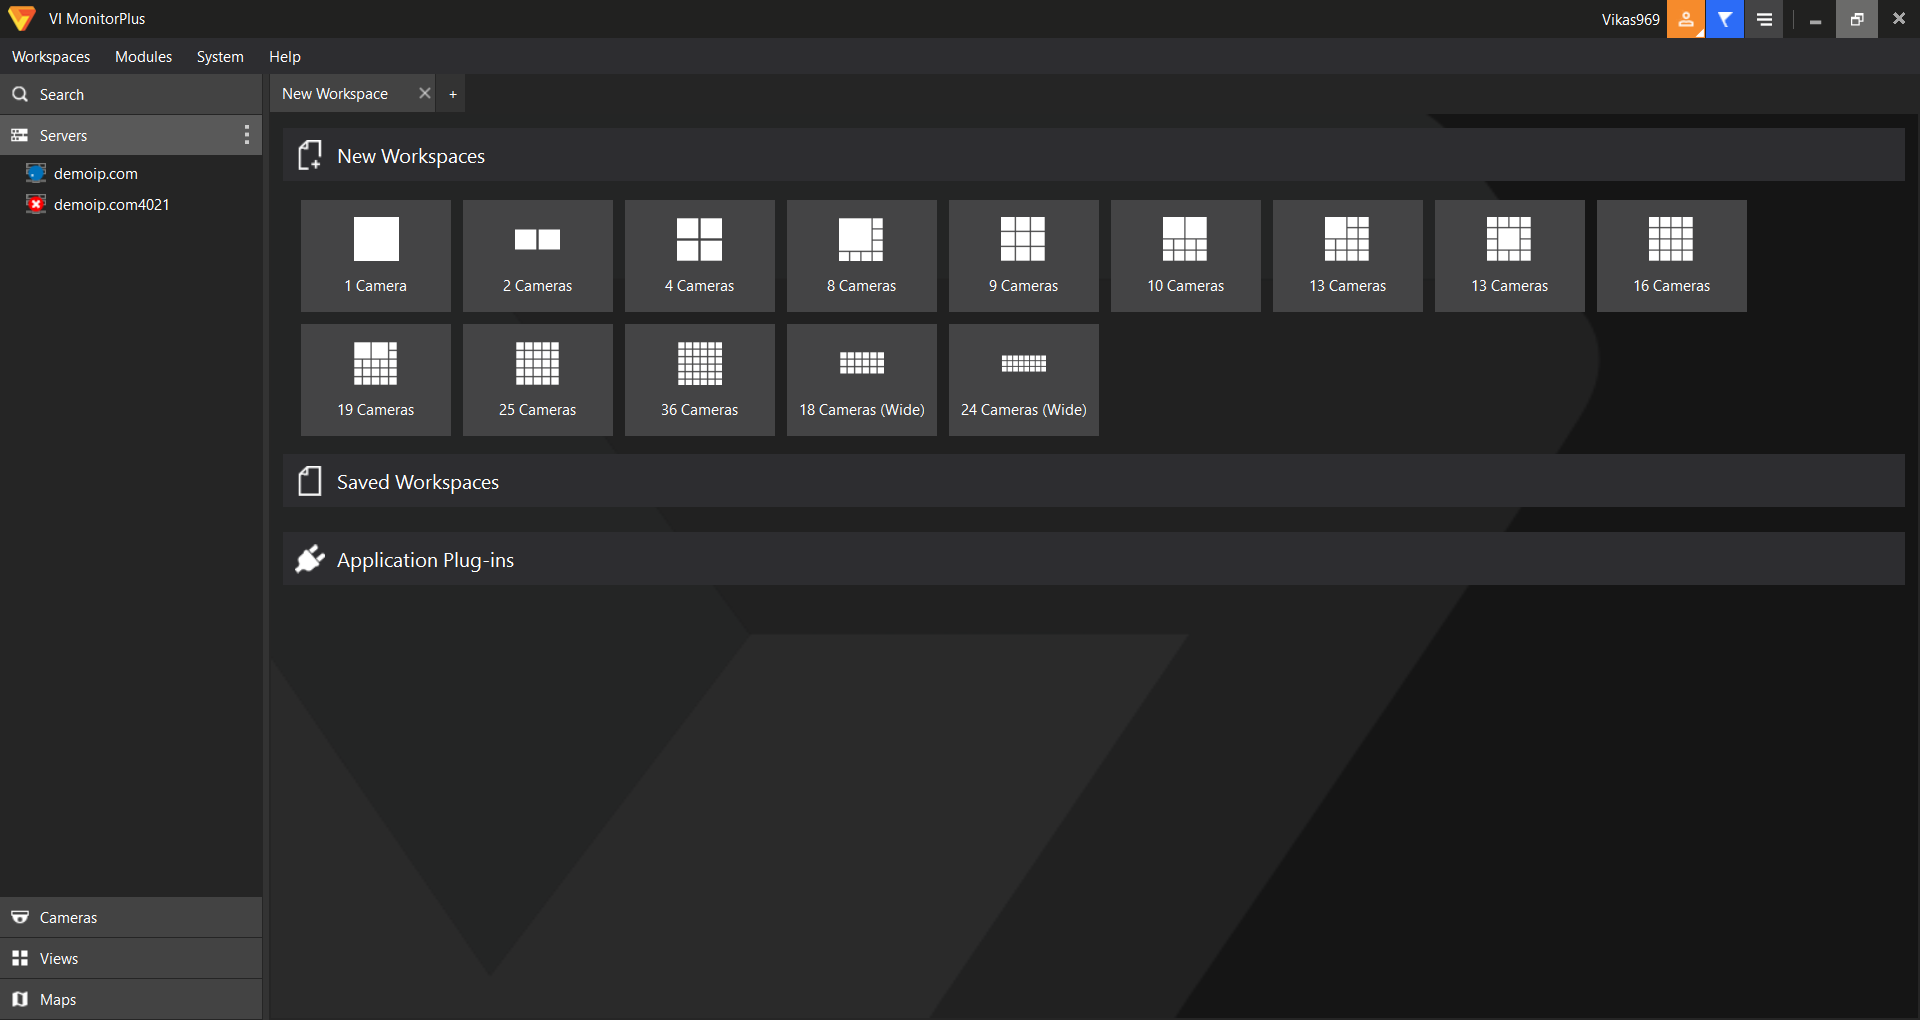 VI MonitorPlus
Vikas969
Workspaces Modules System Help
Search
Servers
demoip.com
demoip.com4021
New Workspace
+
New Workspaces
1 Camera 2 Cameras 4 Cameras 8 Cameras 9 Cameras 10 Cameras 13 Cameras 13 Cameras 16 Cameras
19 Cameras 25 Cameras 36 Cameras 18 Cameras (Wide) 24 Cameras (Wide)
Saved Workspaces
Application Plug-ins
Cameras
Views
Maps